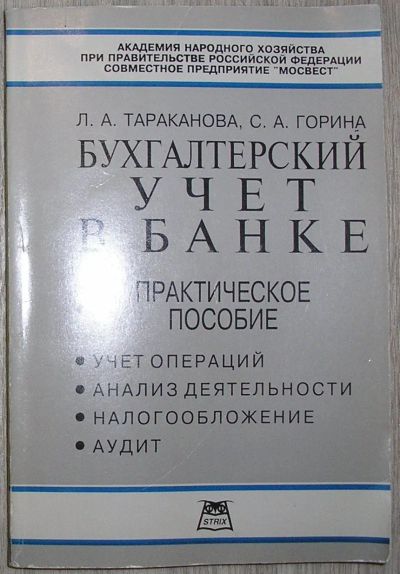 АКАДЕМИЯ НАРОДНОГО ХОЗЯЙСТВА
ПРИ ПРАВИТЕЛЬСТВЕ РОССИЙСКОЙ ФЕДЕРАЦИИ
СОВМЕСТНОЕ ПРЕДПРИЯТИЕ "МОСВЕСТ"
Л. А. ТАРАКАНОВА, С. А. ГОРИНА
БУХГАЛТЕРСКИЙ
УЧЕТ
В БАНКЕ
ПРАКТИЧЕСКОЕ
ПОСОБИЕ
• УЧЕТ ОПЕРАЦИЙ
• АНАЛИЗ ДЕЯТЕЛЬНОСТИ
• НАЛОГООБЛОЖЕНИЕ
• АУДИТ
STRIX